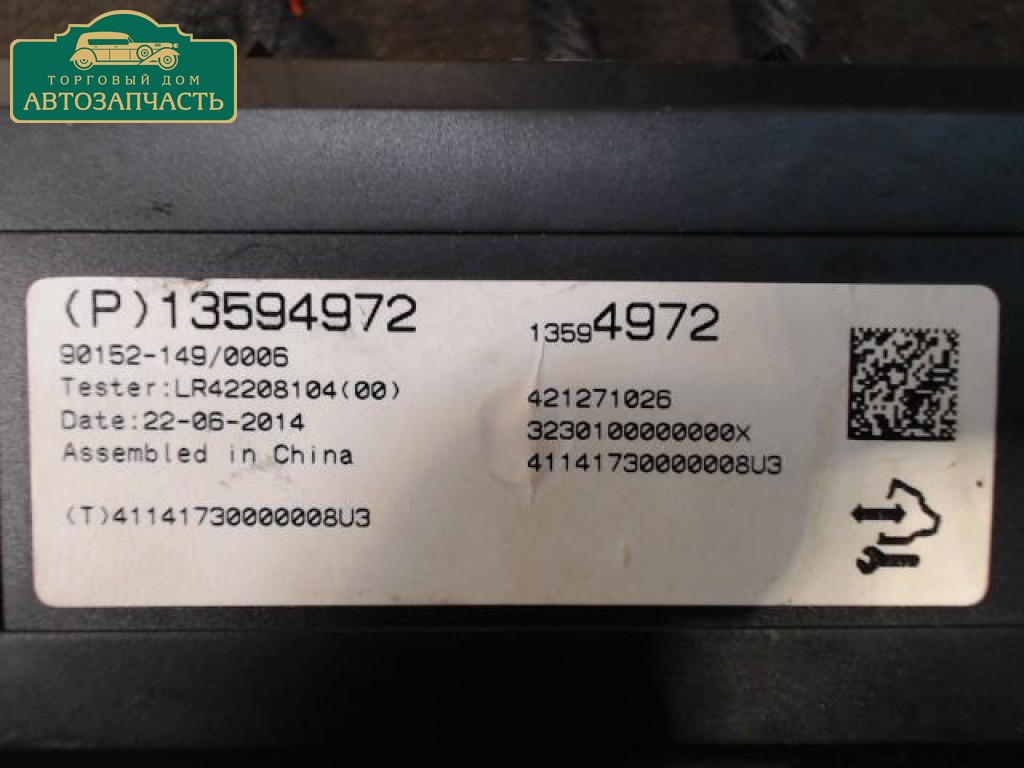 ТОРГОВЫЙ ДОМ
АВТОЗАПЧАСТЬ
(P)13594972
90152-149/0006
Tester:LR42208104(00)
Date:22-06-2014
Assembled in China
(T)41141730000008U3
13594972
421271026
3230100000000X
41141730000008U3